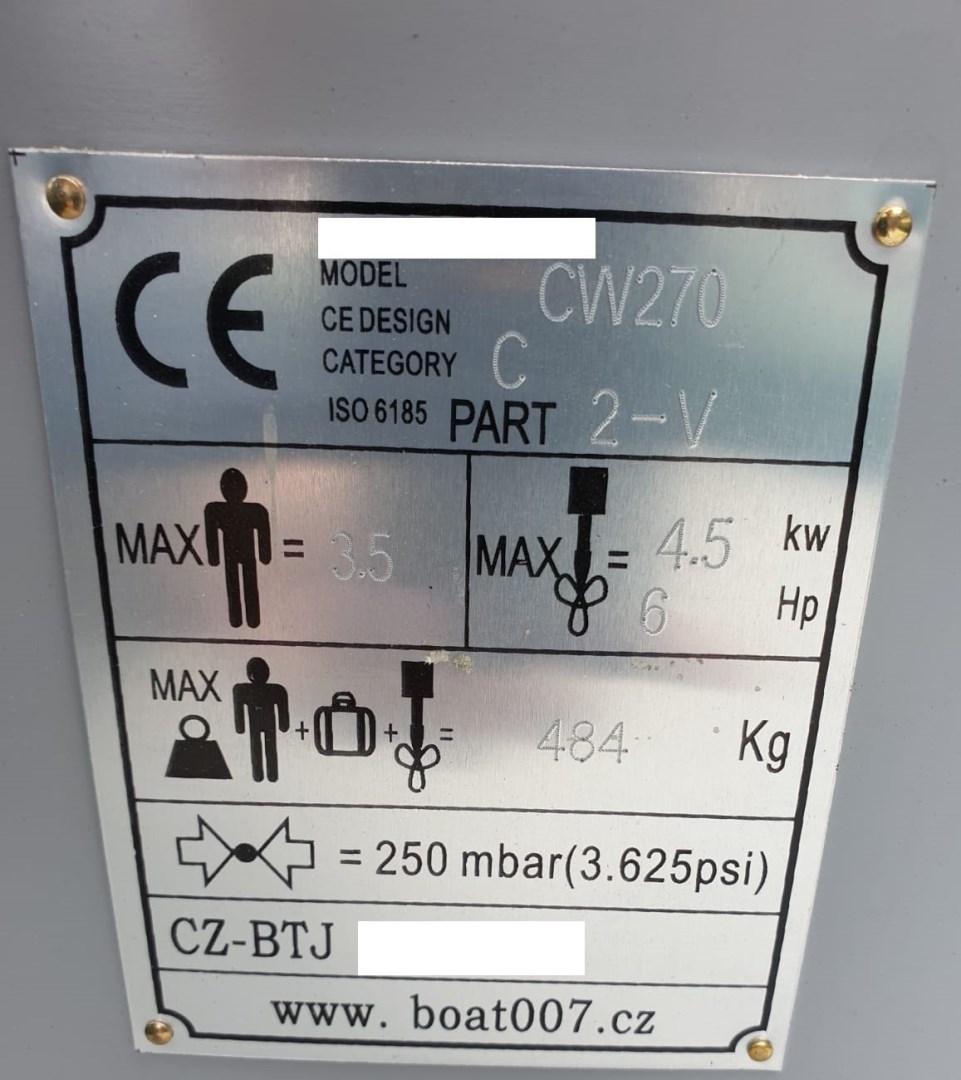 CE
MODEL CW270
CE DESIGN
CATEGORY C
ISO 6185 PART 2-V
MAX = 3.5
MAX = 4.5 kw
6 Hp
MAX
+ + = 484 Kg
= 250 mbar(3.625psi)
CZ-BTJ
www. boat007.cz